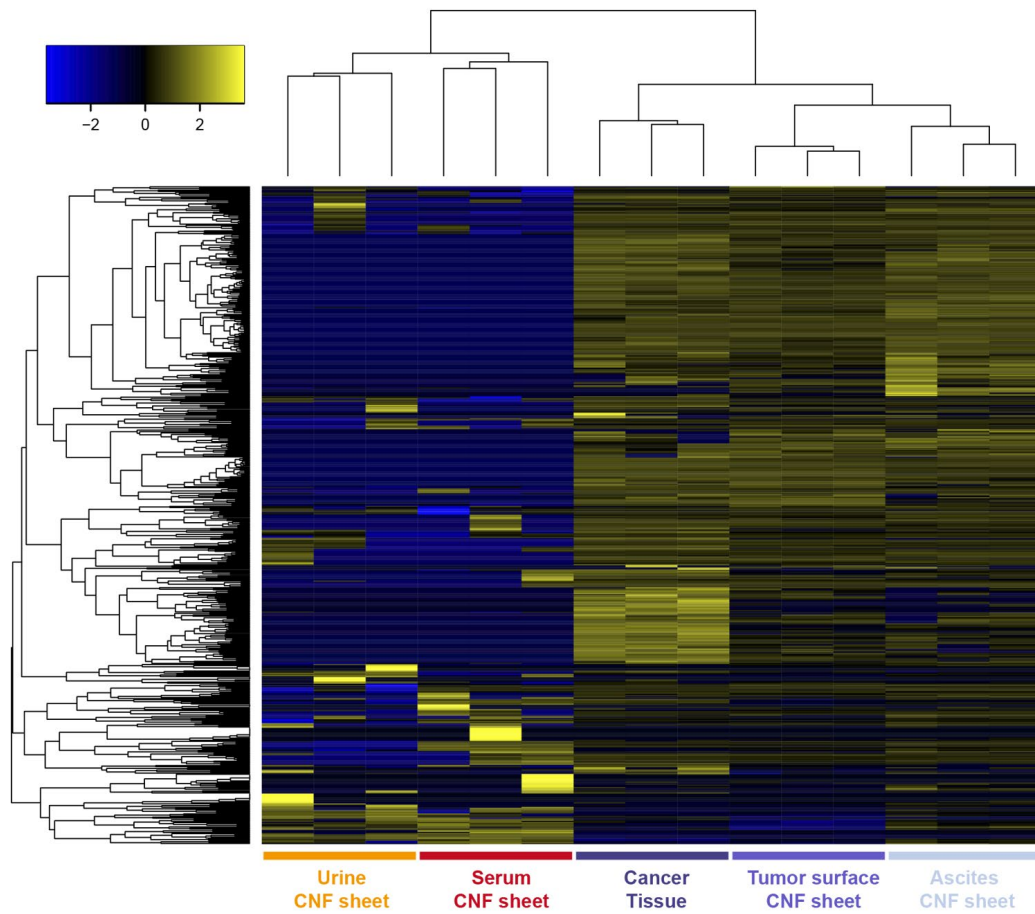 −2 0 2
Urine Serum Cancer Tumor surface Ascites
CNF sheet CNF sheet Tissue CNF sheet CNF sheet